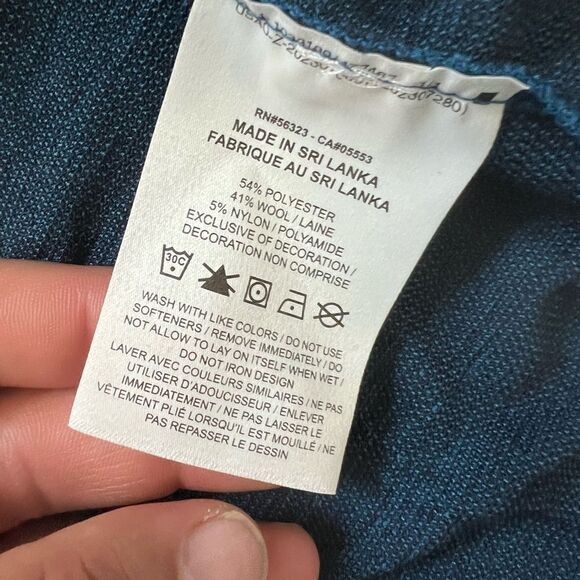 RN#56323 - CA#05553
MADE IN SRI LANKA
FABRIQUE AU SRI LANKA
54% POLYESTER
41% WOOL / LAINE
5% NYLON / POLYAMIDE
EXCLUSIVE OF DECORATION /
DECORATION NON COMPRISE
30C
WASH WITH LIKE COLORS / DO NOT USE
SOFTENERS / REMOVE IMMEDIATELY / DO
NOT ALLOW TO LAY ON ITSELF WHEN WET /
DO NOT IRON DESIGN
LAVER AVEC COULEURS SIMILAIRES / NE PAS
UTILISER D'ADOUCISSEUR / ENLEVER
IMMEDIATEMENT / NE PAS LAISSER LE
VÊTEMENT PLIÉ LORSQU'IL EST MOUILLÉ / NE
PAS REPASSER LE DESSIN